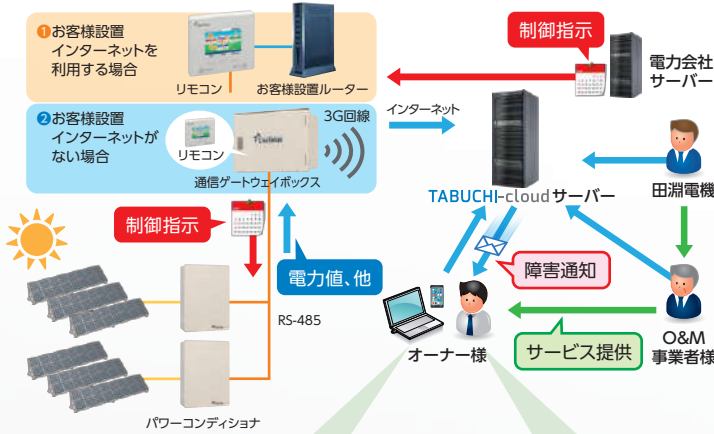 ❶お客様設置
インターネットを
利用する場合
リモコン
お客様設置ルーター
制御指示
電力会社
サーバー
❷お客様設置
インターネットが
ない場合
リモコン
3G回線
通信ゲートウェイボックス
インターネット
TABUCHI-cloudサーバー
田淵電機
制御指示
電力値、他
障害通知
RS-485
オーナー様
サービス提供
O&M
事業者様
パワーコンディショナ